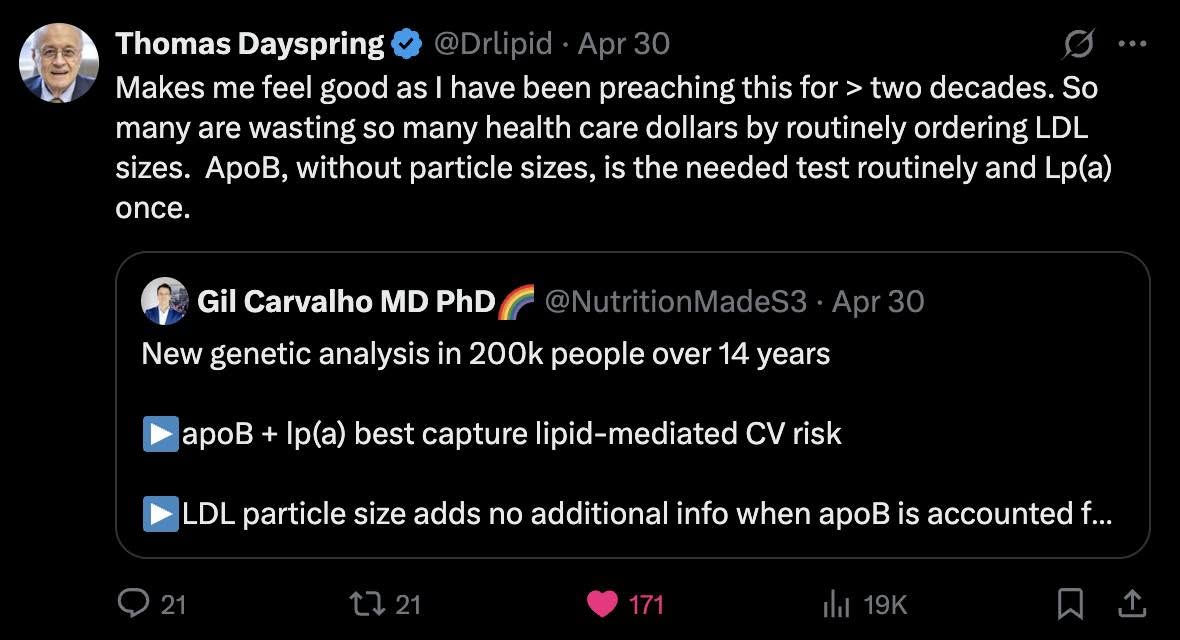 Thomas Dayspring @Drlipid · Apr 30
Makes me feel good as I have been preaching this for > two decades. So
many are wasting so many health care dollars by routinely ordering LDL
sizes.  ApoB, without particle sizes, is the needed test routinely and Lp(a)
once.
Gil Carvalho MD PhD🌈 @NutritionMadeS3 · Apr 30
New genetic analysis in 200k people over 14 years
▶️apoB + lp(a) best capture lipid-mediated CV risk
▶️LDL particle size adds no additional info when apoB is accounted f...
21 21 171 19K